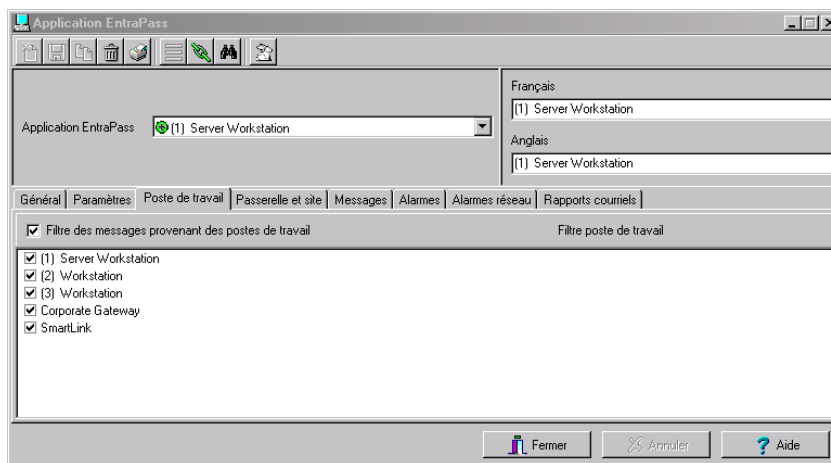 Application EntraPass
Français
(1) Server Workstation
Application EntraPass
(1) Server Workstation
Anglais
(1) Server Workstation
Général
Paramètres
Poste de travail
Passerelle et site
Messages
Alarmes
Alarmes réseau
Rapports courriels
Filtre des messages provenant des postes de travail
Filtre poste de travail
(1) Server Workstation
(2) Workstation
(3) Workstation
Corporate Gateway
SmartLink
Fermer
Annuler
? Aide